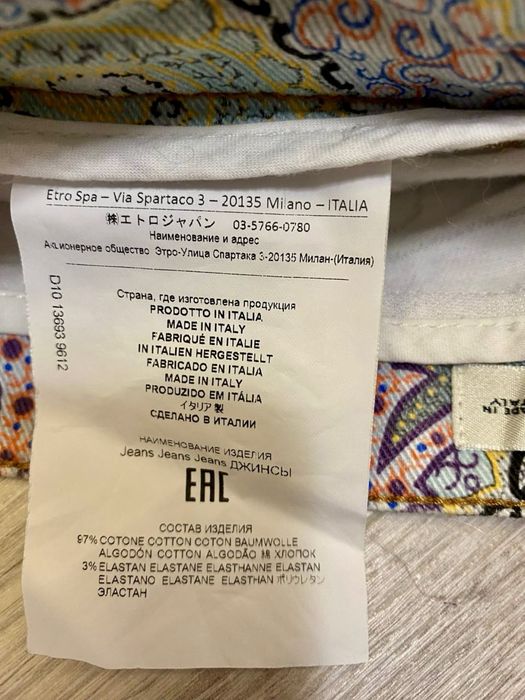 Etro Spa – Via Spartaco 3 – 20135 Milano – ITALIA
㈱エトロジャパン 03-5766-0780
Наименование и адрес
Акционерное общество Этро-Улица Спартака 3-20135 Милан-(Италия)
D10 13693 9612
Страна, где изготовлена продукция
PRODOTTO IN ITALIA
MADE IN ITALY
FABRIQUÉ EN ITALIE
IN ITALIEN HERGESTELLT
FABRICADO EN ITALIA
MADE IN ITALY
PRODUZIDO EM ITÁLIA
イタリア製
СДЕЛАНО В ИТАЛИИ
НАИМЕНОВАНИЕ ИЗДЕЛИЯ
Jeans Jeans Jeans ДЖИНСЫ
EAC
СОСТАВ ИЗДЕЛИЯ
97% COTONE COTTON COTON BAUMWOLLE
ALGODÓN COTTON ALGODÃO 綿 ХЛОПОК
3% ELASTAN ELASTANE ELASTHANNE ELASTAN
ELASTANO ELASTANE ELASTHAN ポリウレタン
ЭЛАСТАН
MADE IN
ITALY